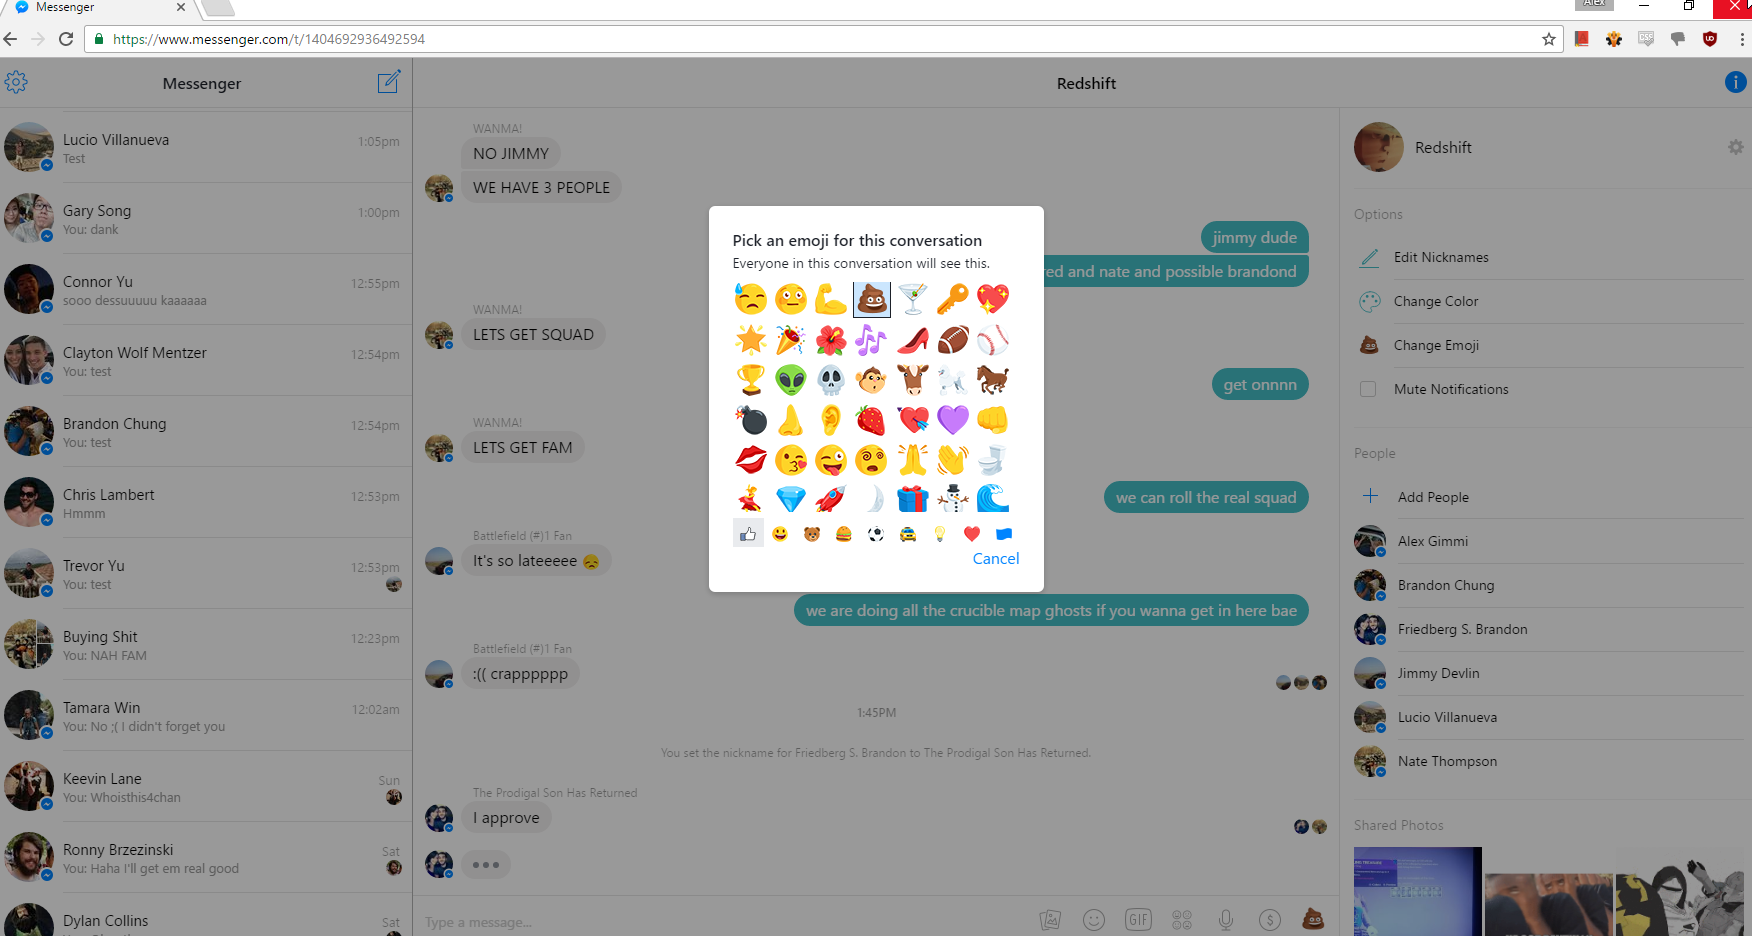 Messenger
Alex
https://www.messenger.com/t/1404692936492594
Messenger
Redshift
Lucio Villanueva
1:05pm
Test
Gary Song
1:00pm
You: dank
Connor Yu
12:55pm
sooo dessuuuuu kaaaaaa
Clayton Wolf Mentzer
12:54pm
You: test
Brandon Chung
12:54pm
You: test
Chris Lambert
12:53pm
Hmmm
Trevor Yu
12:53pm
You: test
Buying Shit
12:23pm
You: NAH FAM
Tamara Win
12:02am
You: No ;( I didn't forget you
Keevin Lane
Sun
You: Whoisthis4chan
Ronny Brzezinski
Sat
You: Haha I'll get em real good
Dylan Collins
Sat
WANMA!
NO JIMMY
WE HAVE 3 PEOPLE
jimmy dude
red and nate and possible brandond
WANMA!
LETS GET SQUAD
get onnnn
WANMA!
LETS GET FAM
we can roll the real squad
Battlefield (#)1 Fan
It's so lateeeee 😞
we are doing all the crucible map ghosts if you wanna get in here bae
Battlefield (#)1 Fan
:(( crapppppp
1:45PM
You set the nickname for Friedberg S. Brandon to The Prodigal Son Has Returned.
The Prodigal Son Has Returned
I approve
Type a message...
GIF
Pick an emoji for this conversation
Everyone in this conversation will see this.
Cancel
Redshift
Options
Edit Nicknames
Change Color
Change Emoji
Mute Notifications
People
Add People
Alex Gimmi
Brandon Chung
Friedberg S. Brandon
Jimmy Devlin
Lucio Villanueva
Nate Thompson
Shared Photos